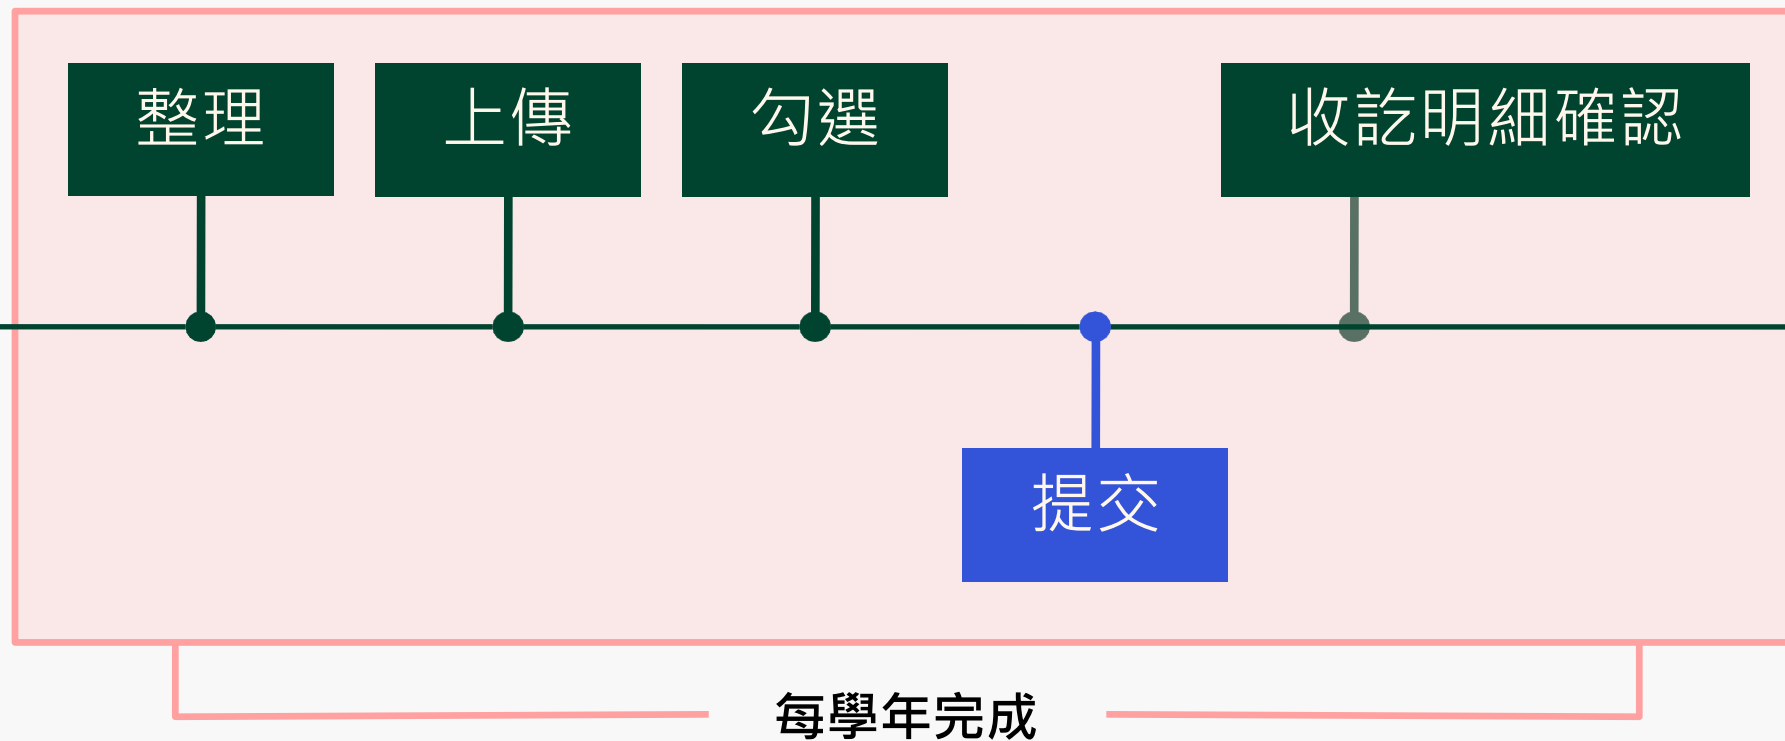 整理
上傳
勾選
收訖明細確認
提交
每學年完成